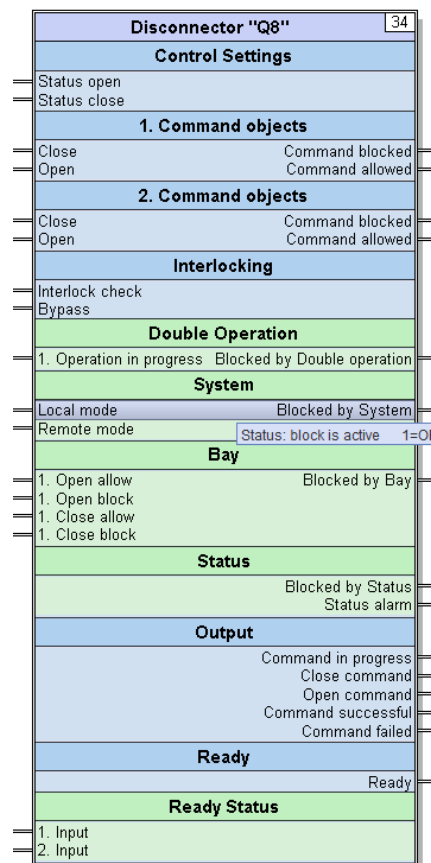 Disconnector "Q8" 34
Control Settings
Status open
Status close
1. Command objects
Close Command blocked
Open Command allowed
2. Command objects
Close Command blocked
Open Command allowed
Interlocking
Interlock check
Bypass
Double Operation
1. Operation in progress Blocked by Double operation
System
Local mode Blocked by System
Remote mode
Status: block is active 1=
Bay
1. Open allow Blocked by Bay
1. Open block
1. Close allow
1. Close block
Status
Blocked by Status
Status alarm
Output
Command in progress
Close command
Open command
Command successful
Command failed
Ready
Ready
Ready Status
1. Input
2. Input